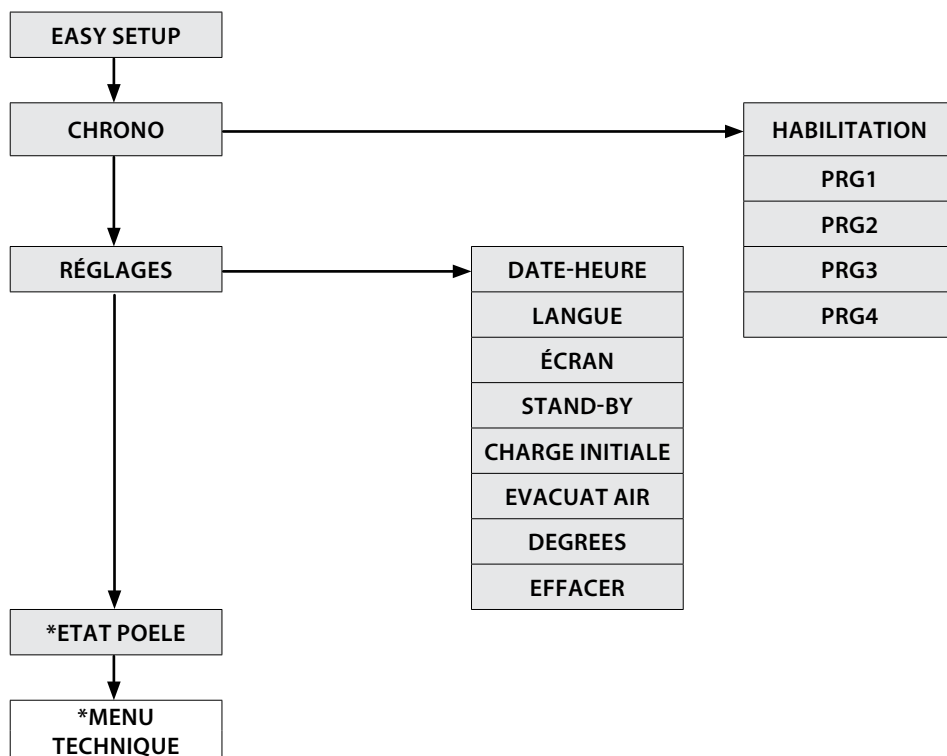 EASY SETUP
CHRONO
HABILITATION
PRG1
PRG2
PRG3
PRG4
RÉGLAGES
DATE-HEURE
LANGUE
ÉCRAN
STAND-BY
CHARGE INITIALE
EVACUAT AIR
DEGREES
EFFACER
*ETAT POELE
*MENU
TECHNIQUE